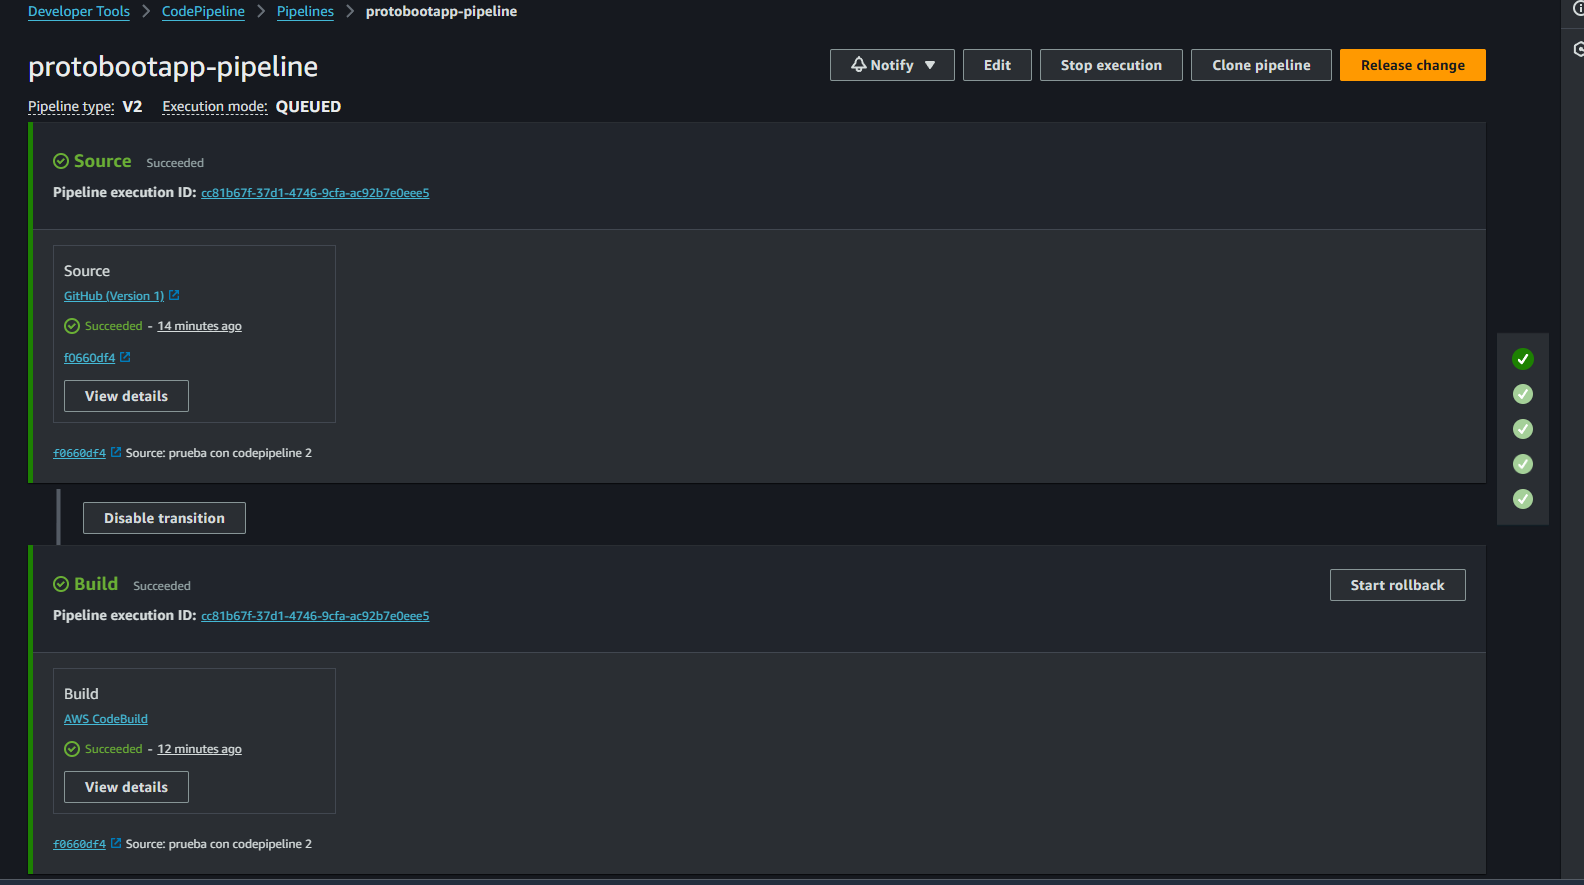 Developer Tools > CodePipeline > Pipelines > protobootapp-pipeline
protobootapp-pipeline
Notify ▼ Edit Stop execution Clone pipeline Release change
Pipeline type: V2 Execution mode: QUEUED
Source Succeeded
Pipeline execution ID: cc81b67f-37d1-4746-9cfa-ac92b7e0eee5
Source
GitHub (Version 1)
Succeeded - 14 minutes ago
f0660df4
View details
f0660df4 Source: prueba con codepipeline 2
Disable transition
Build Succeeded
Start rollback
Pipeline execution ID: cc81b67f-37d1-4746-9cfa-ac92b7e0eee5
Build
AWS CodeBuild
Succeeded - 12 minutes ago
View details
f0660df4 Source: prueba con codepipeline 2